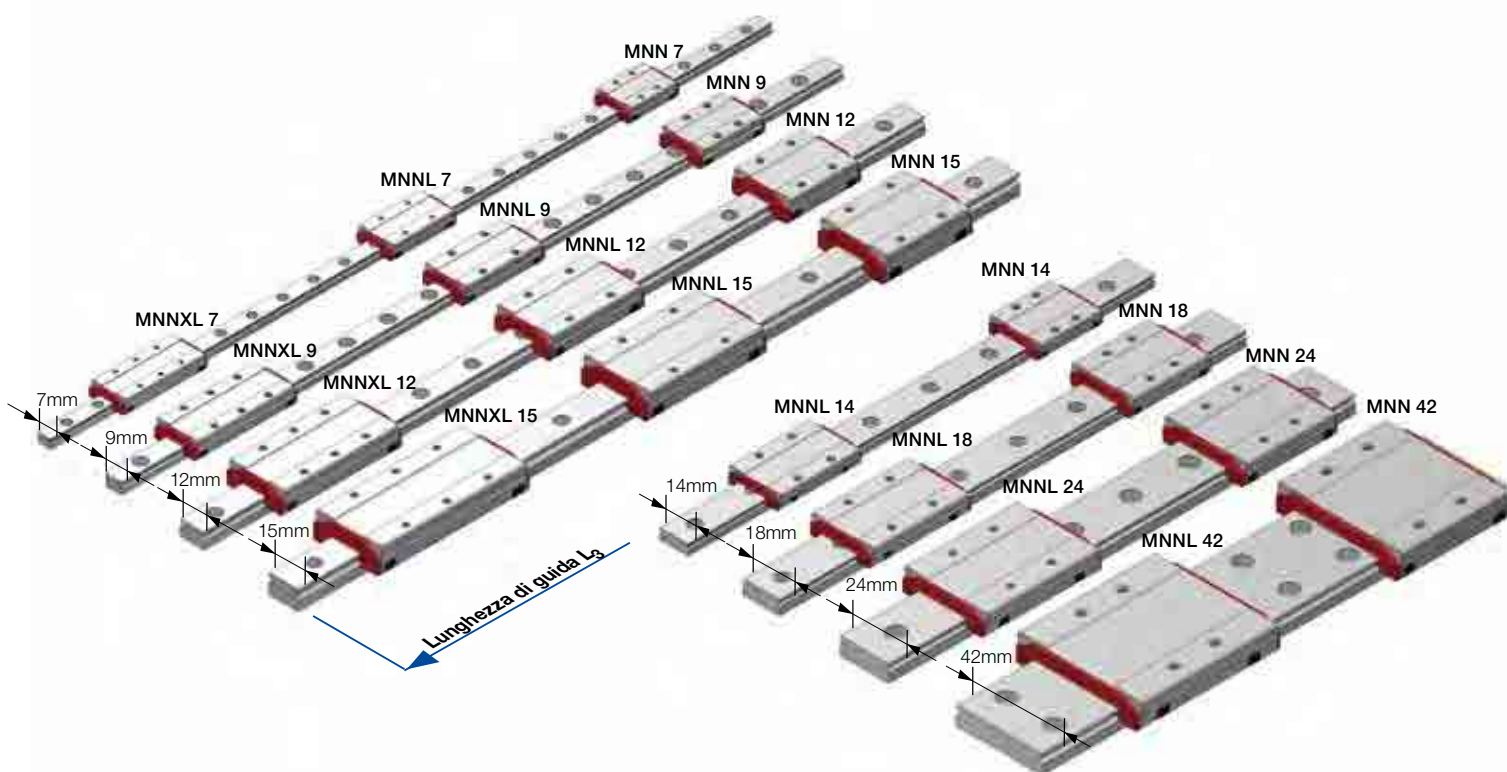 MNN 7
MNN 9
MNN 12
MNN 15
MNNL 7
MNNL 9
MNNL 12
MNNL 15
MNNXL 7
MNNXL 9
MNNXL 12
MNNXL 15
7mm
9mm
12mm
15mm
Lunghezza di guida L3
MNN 14
MNN 18
MNN 24
MNN 42
MNNL 14
MNNL 18
MNNL 24
MNNL 42
14mm
18mm
24mm
42mm